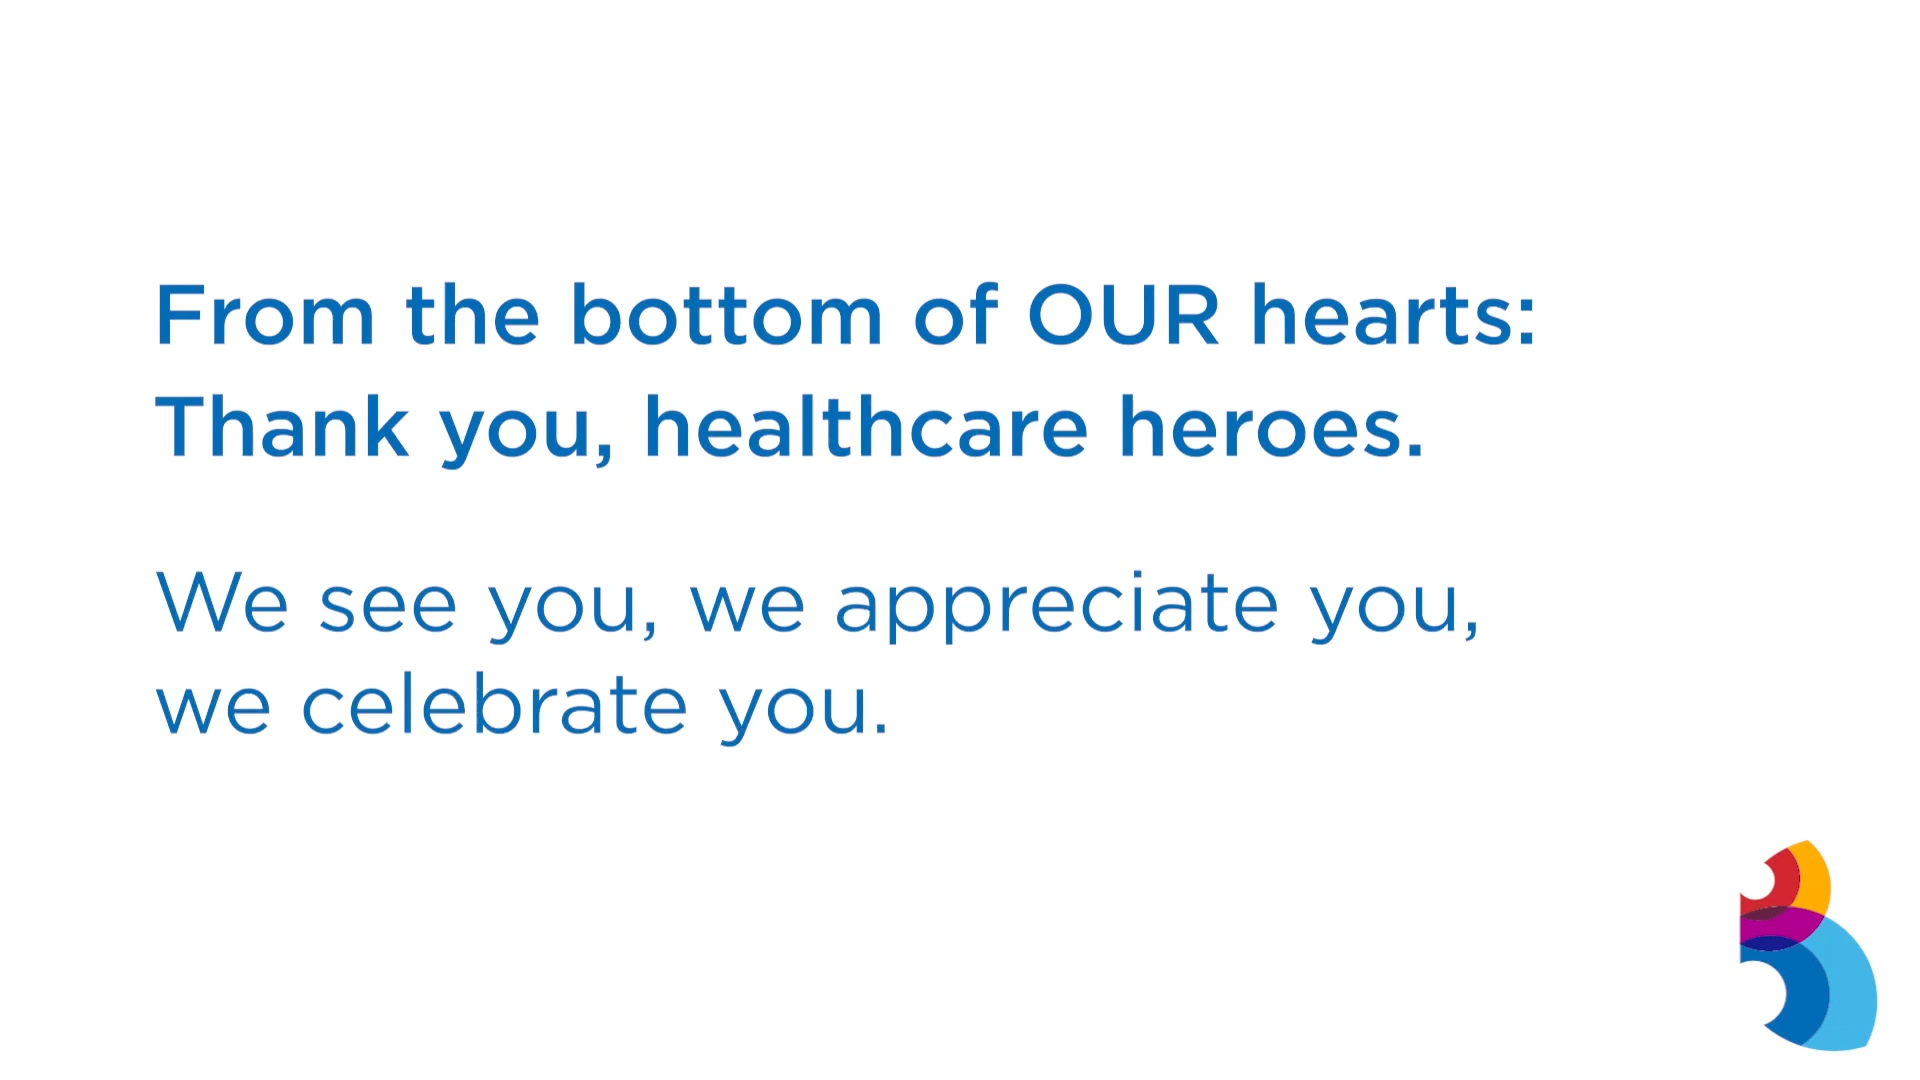 From the bottom of OUR hearts:
Thank you, healthcare heroes.
We see you, we appreciate you,
we celebrate you.